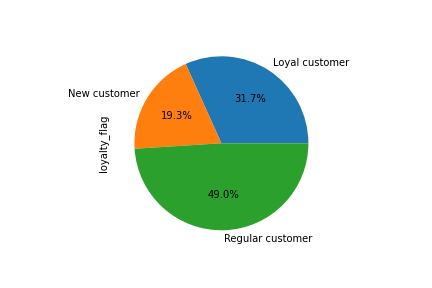 Loyal customer
31.7%
New customer
19.3%
loyalty_flag
49.0%
Regular customer